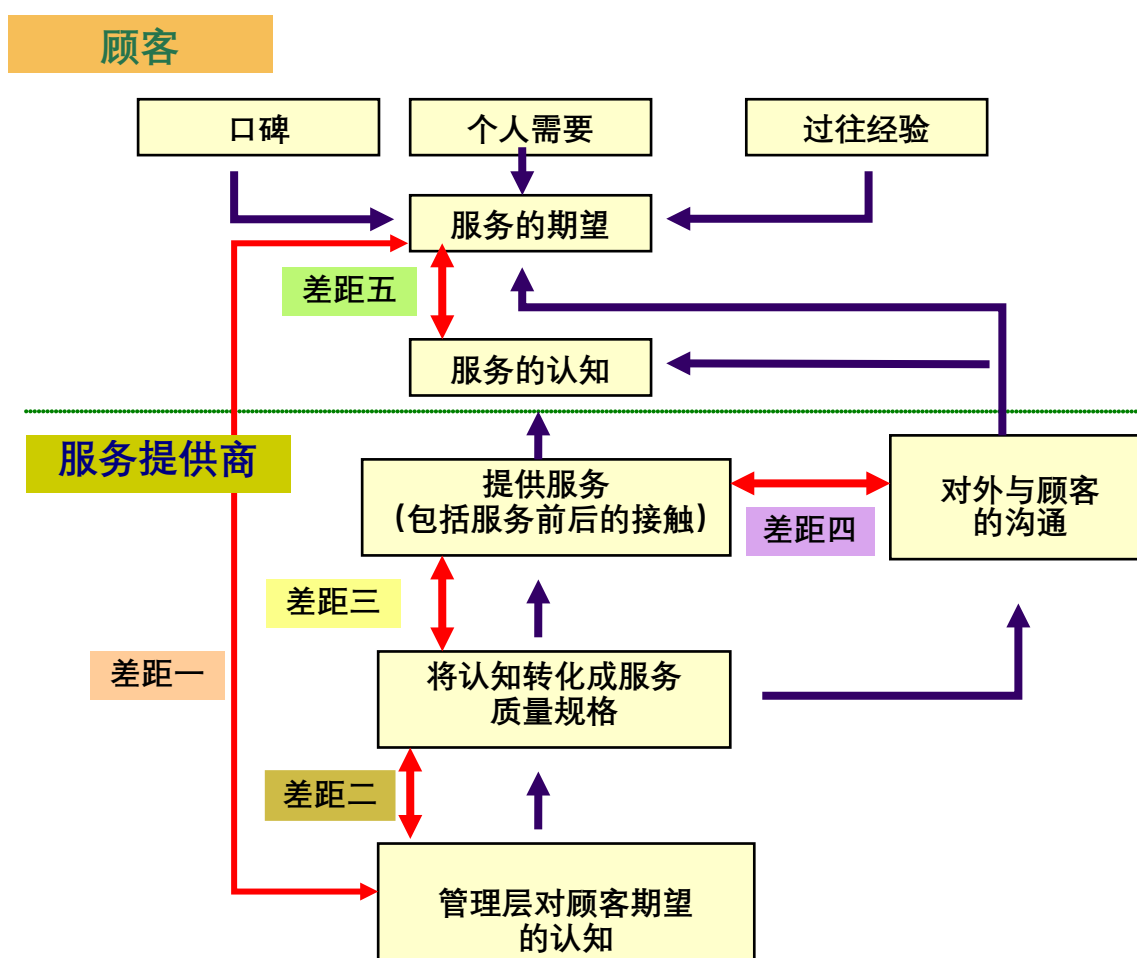 顾客
口碑
个人需要
过往经验
服务的期望
差距五
服务的认知
服务提供商
提供服务
(包括服务前后的接触)
对外与顾客
的沟通
差距四
差距三
差距一
将认知转化成服务
质量规格
差距二
管理层对顾客期望
的认知